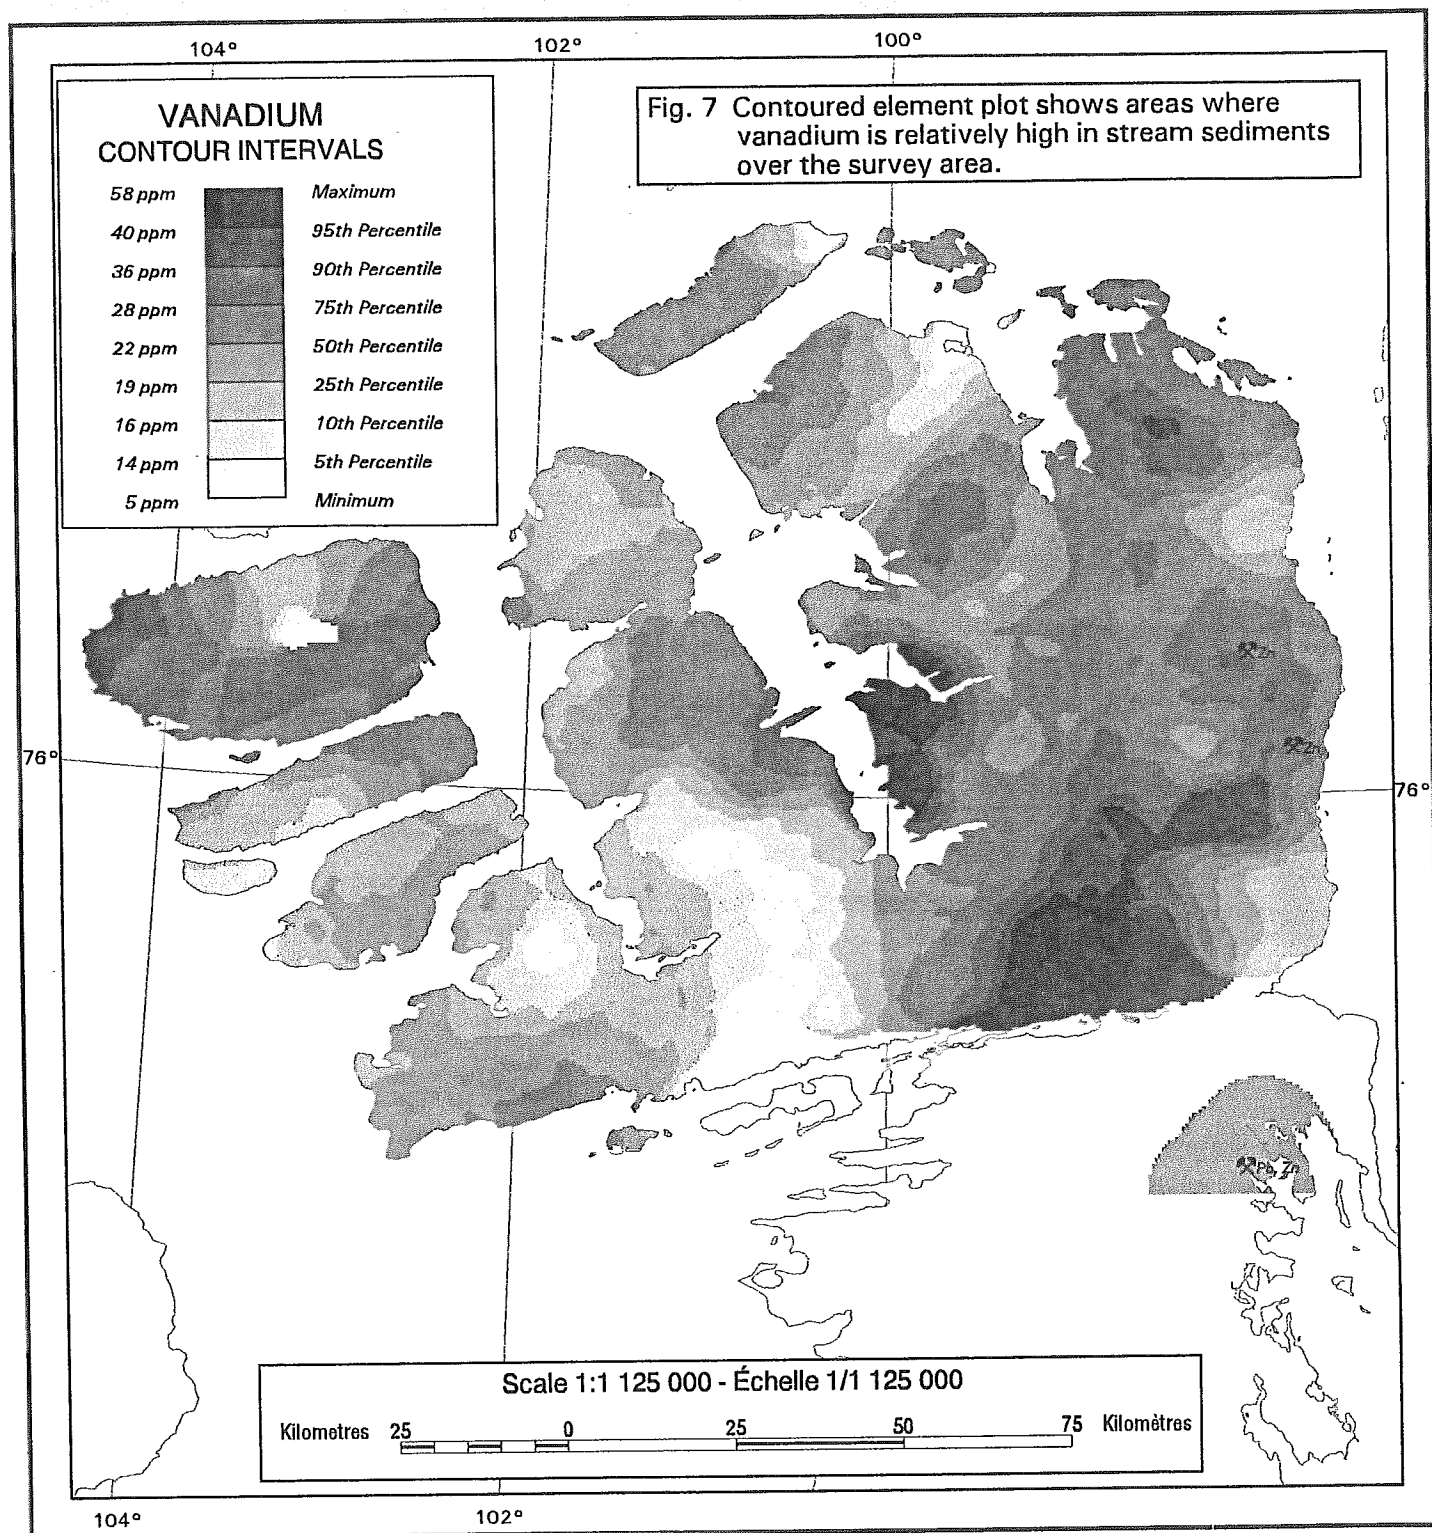 104°
102°
100°
VANADIUM
CONTOUR INTERVALS
58 ppm Maximum
40 ppm 95th Percentile
36 ppm 90th Percentile
28 ppm 75th Percentile
22 ppm 50th Percentile
19 ppm 25th Percentile
16 ppm 10th Percentile
14 ppm 5th Percentile
5 ppm Minimum
Fig. 7 Contoured element plot shows areas where
vanadium is relatively high in stream sediments
over the survey area.
Zn
Zn
76°
76°
Pb, Zn
Scale 1:1 125 000 - Échelle 1/1 125 000
Kilometres 25 0 25 50 75 Kilomètres
104°
102°